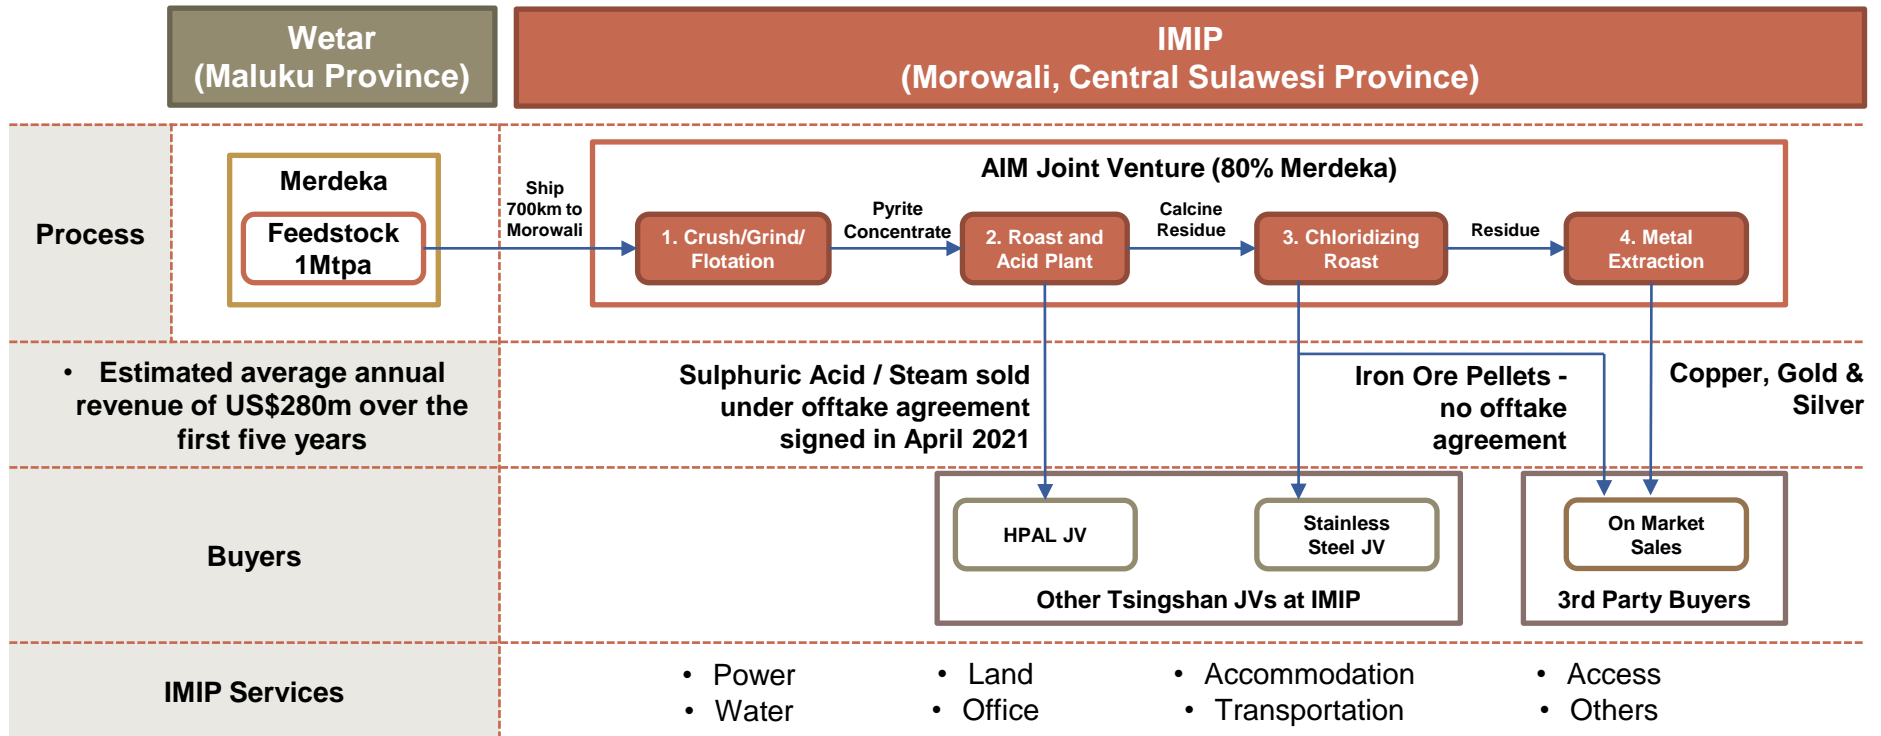 Wetar
(Maluku Province)
IMIP
(Morowali, Central Sulawesi Province)
Process
Merdeka
Feedstock
1Mtpa
Ship
700km to
Morowali
AIM Joint Venture (80% Merdeka)
1. Crush/Grind/
Flotation
Pyrite
Concentrate
2. Roast and
Acid Plant
Calcine
Residue
3. Chloridizing
Roast
Residue
4. Metal
Extraction
• Estimated average annual
revenue of US$280m over the
first five years
Sulphuric Acid / Steam sold
under offtake agreement
signed in April 2021
Iron Ore Pellets -
no offtake
agreement
Copper, Gold &
Silver
Buyers
HPAL JV
Stainless
Steel JV
Other Tsingshan JVs at IMIP
On Market
Sales
3rd Party Buyers
IMIP Services
• Power
• Water
• Land
• Office
• Accommodation
• Transportation
• Access
• Others